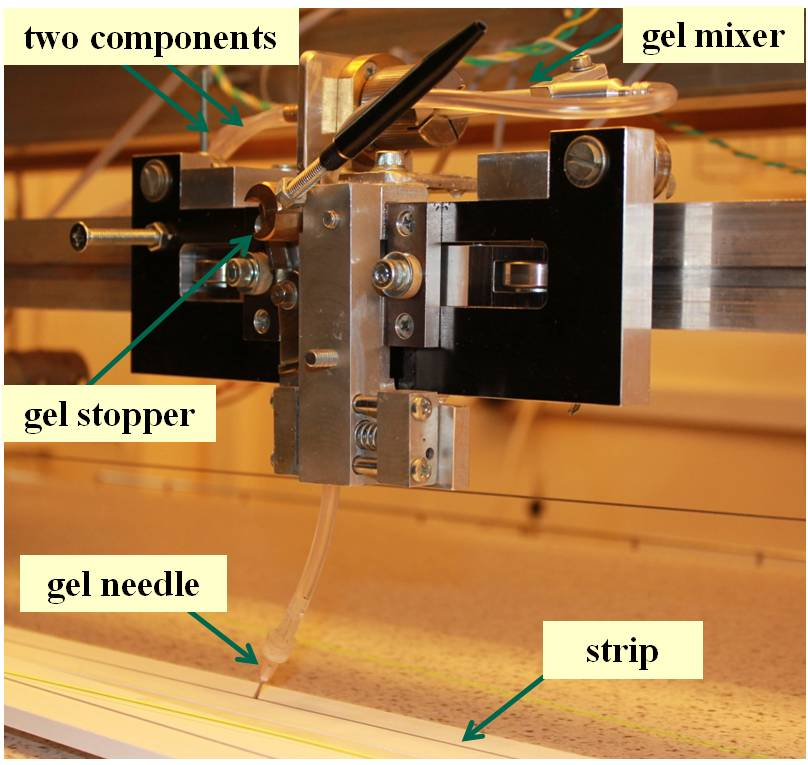 two components
gel mixer
gel stopper
gel needle
strip